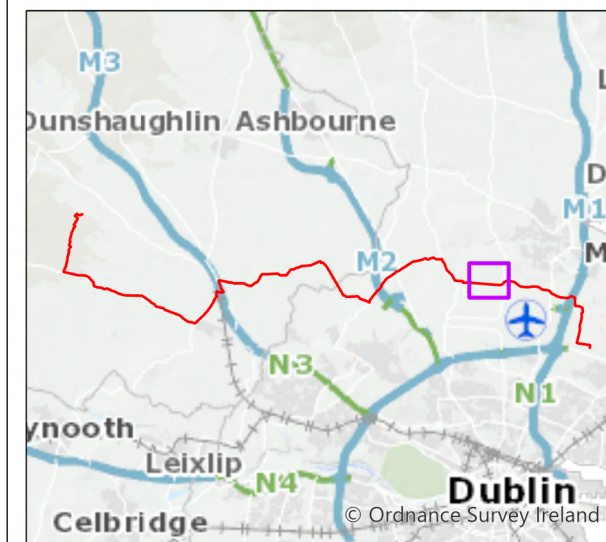 M3
L
Dunshaughlin Ashbourne
D
M1
M2
M
N3
N1
ynooth
Leixlip
N4
Dublin
Celbridge
© Ordnance Survey Ireland